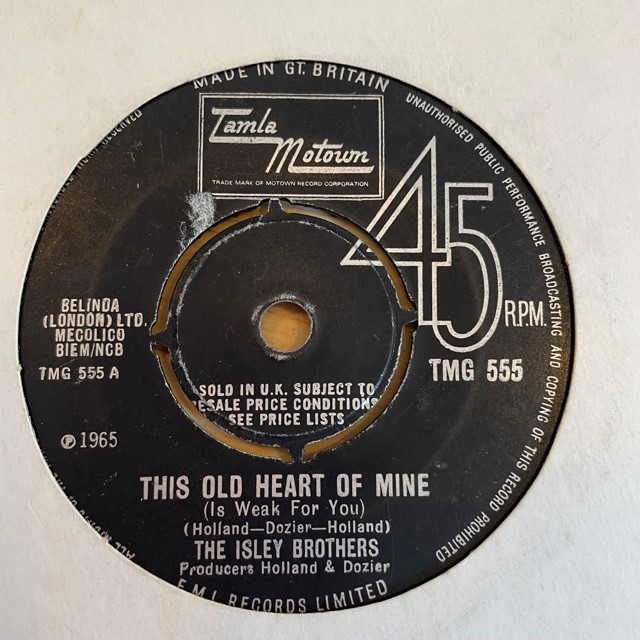 MADE IN GT. BRITAIN
UNAUTHORISED PUBLIC PERFORMANCE BROADCASTING AND COPYING OF THIS RECORD PROHIBITED
RESERVED
Tamla
Motown
TRADE MARK OF MOTOWN RECORD CORPORATION
45
R.P.M.
BELINDA
(LONDON) LTD.
MECOLICO
BIEM/NCB
TMG 555 A
TMG 555
SOLD IN U.K. SUBJECT TO
ESALE PRICE CONDITIONS
SEE PRICE LISTS
℗ 1965
THIS OLD HEART OF MINE
(Is Weak For You)
(Holland—Dozier—Holland)
THE ISLEY BROTHERS
Producers Holland & Dozier
E.M.I. RECORDS LIMITED